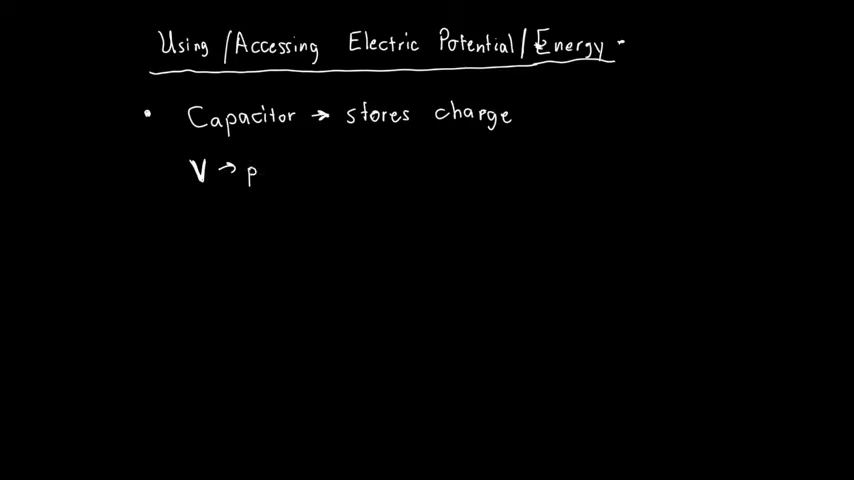 Using /Accessing Electric Potential/Energy
• Capacitor → stores charge
V → p